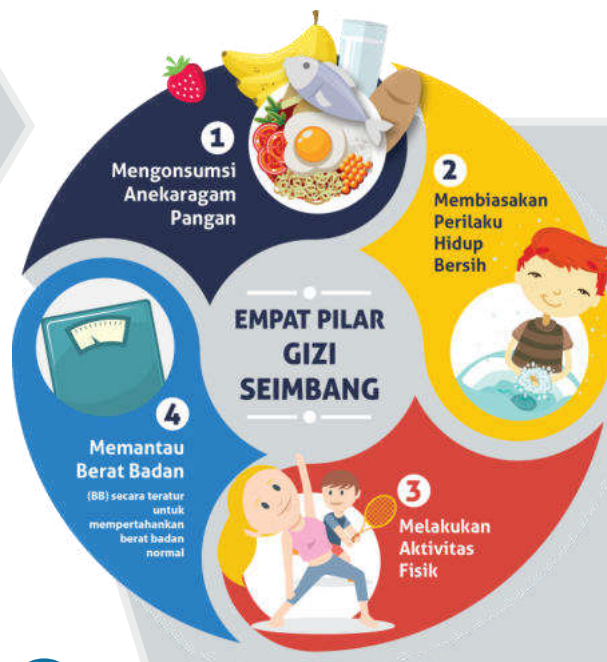 1
Mengonsumsi
Anekaragam
Pangan
2
Membiasakan
Perilaku
Hidup
Bersih
EMPAT PILAR
GIZI
SEIMBANG
3
Melakukan
Aktivitas
Fisik
4
Memantau
Berat Badan
(BB) secara teratur
untuk
mempertahankan
berat badan
normal